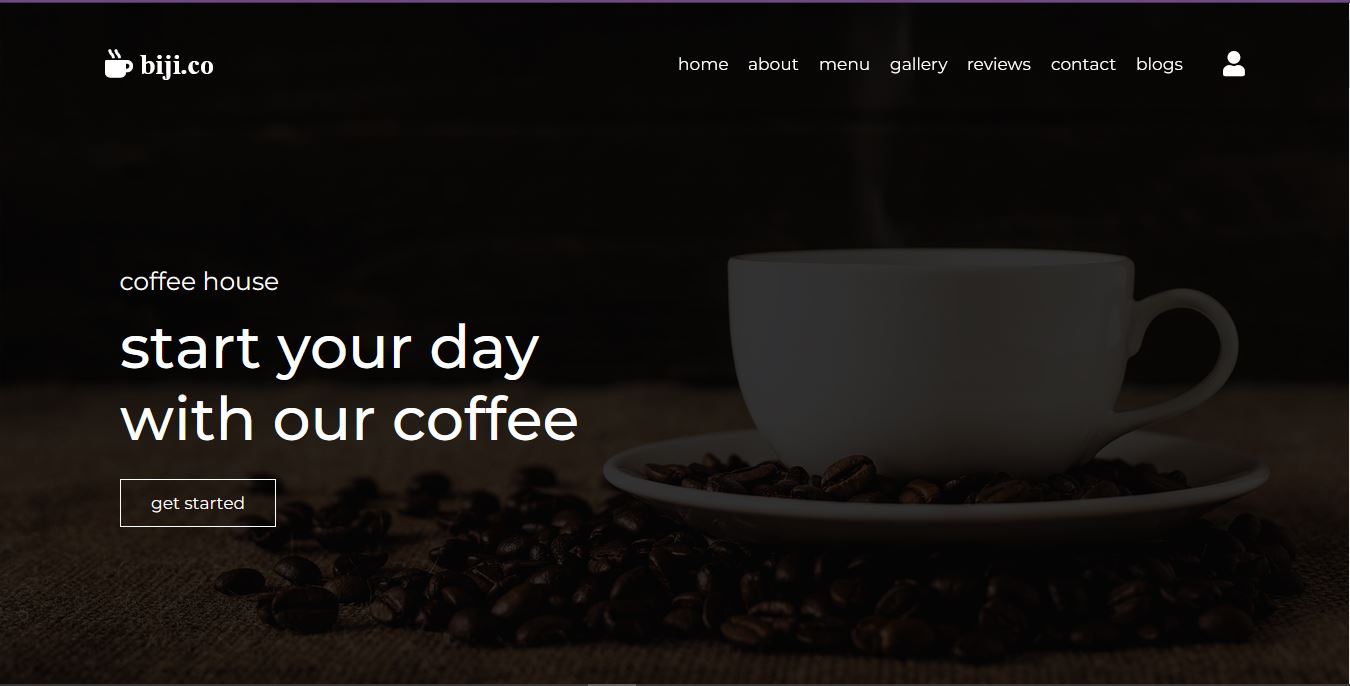 biji.co
home about menu gallery reviews contact blogs
coffee house
start your day
with our coffee
get started